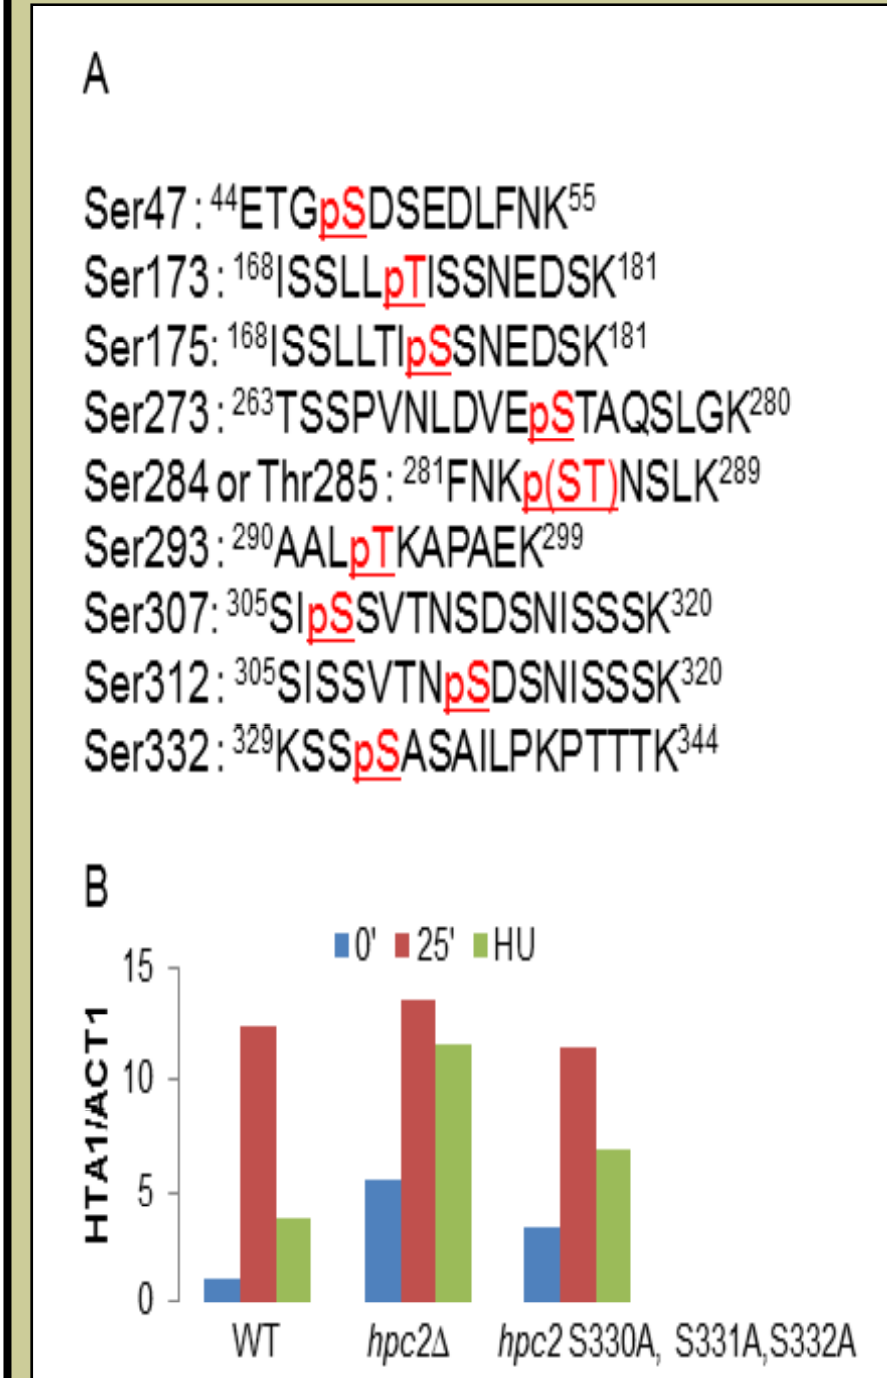 A
Ser47 : ⁴⁴ETGpSDSEDLFNK⁵⁵
Ser173 : ¹⁶⁸ISSLLpTISSNEDSK¹⁸¹
Ser175: ¹⁶⁸ISSLLTIpSSNEDSK¹⁸¹
Ser273 : ²⁶³TSSPVNLDVEpSTAQSLGK²⁸⁰
Ser284 or Thr285 : ²⁸¹FNKp(ST)NSLK²⁸⁹
Ser293 : ²⁹⁰AALpTKAPAEK²⁹⁹
Ser307: ³⁰⁵SIpSSVTNSDSNISSSK³²⁰
Ser312 : ³⁰⁵SISSVTNpSDSNISSSK³²⁰
Ser332 : ³²⁹KSSpSASAILPKPTTTK³⁴⁴
B
0' 25' HU
15
10
5
0
HTA1/ACT1
WT hpc2Δ hpc2 S330A, S331A,S332A